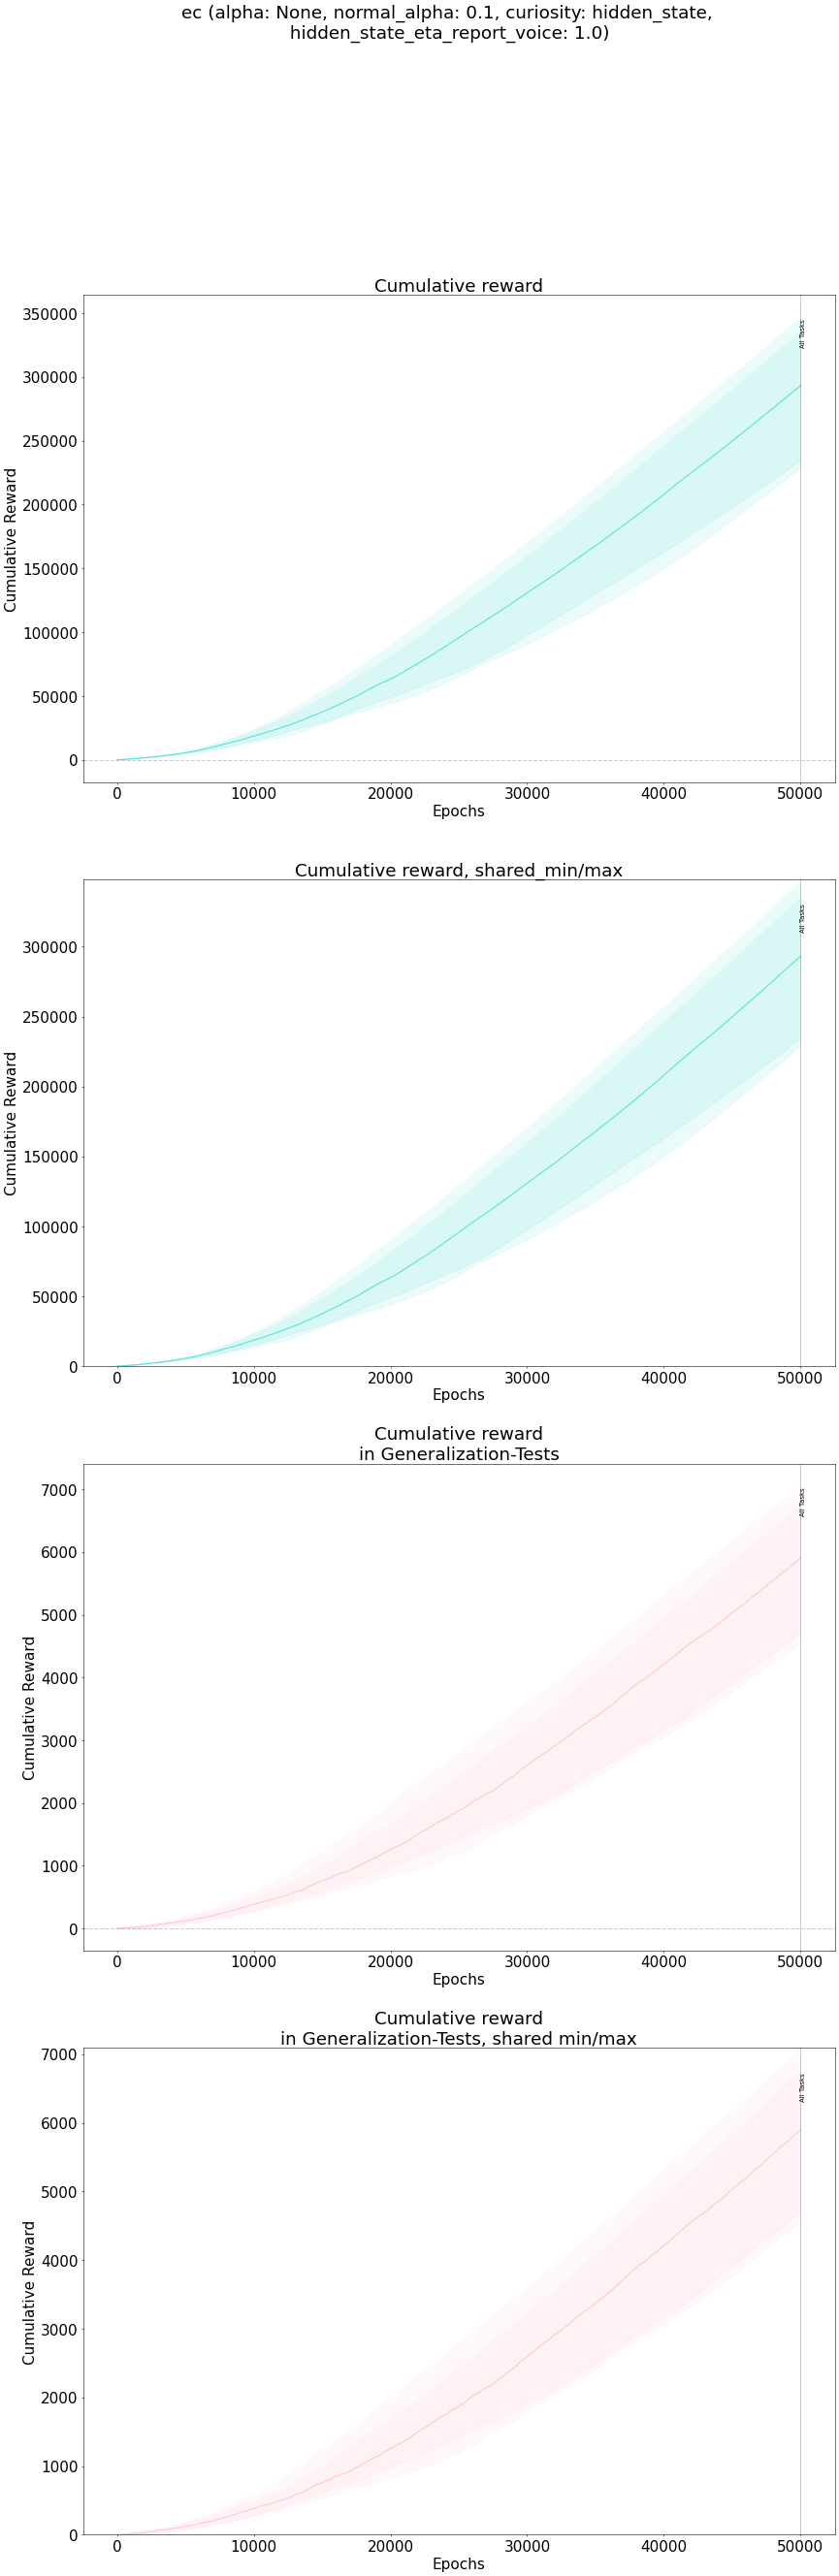 ec (alpha: None, normal_alpha: 0.1, curiosity: hidden_state,
hidden_state_eta_report_voice: 1.0)
Cumulative reward
350000
300000
250000
200000
150000
100000
50000
0
Cumulative Reward
All Tasks
0 10000 20000 30000 40000 50000
Epochs
Cumulative reward, shared_min/max
300000
250000
200000
150000
100000
50000
0
Cumulative Reward
All Tasks
0 10000 20000 30000 40000 50000
Epochs
Cumulative reward
in Generalization-Tests
7000
6000
5000
4000
3000
2000
1000
0
Cumulative Reward
All Tasks
0 10000 20000 30000 40000 50000
Epochs
Cumulative reward
in Generalization-Tests, shared min/max
7000
6000
5000
4000
3000
2000
1000
0
Cumulative Reward
All Tasks
0 10000 20000 30000 40000 50000
Epochs